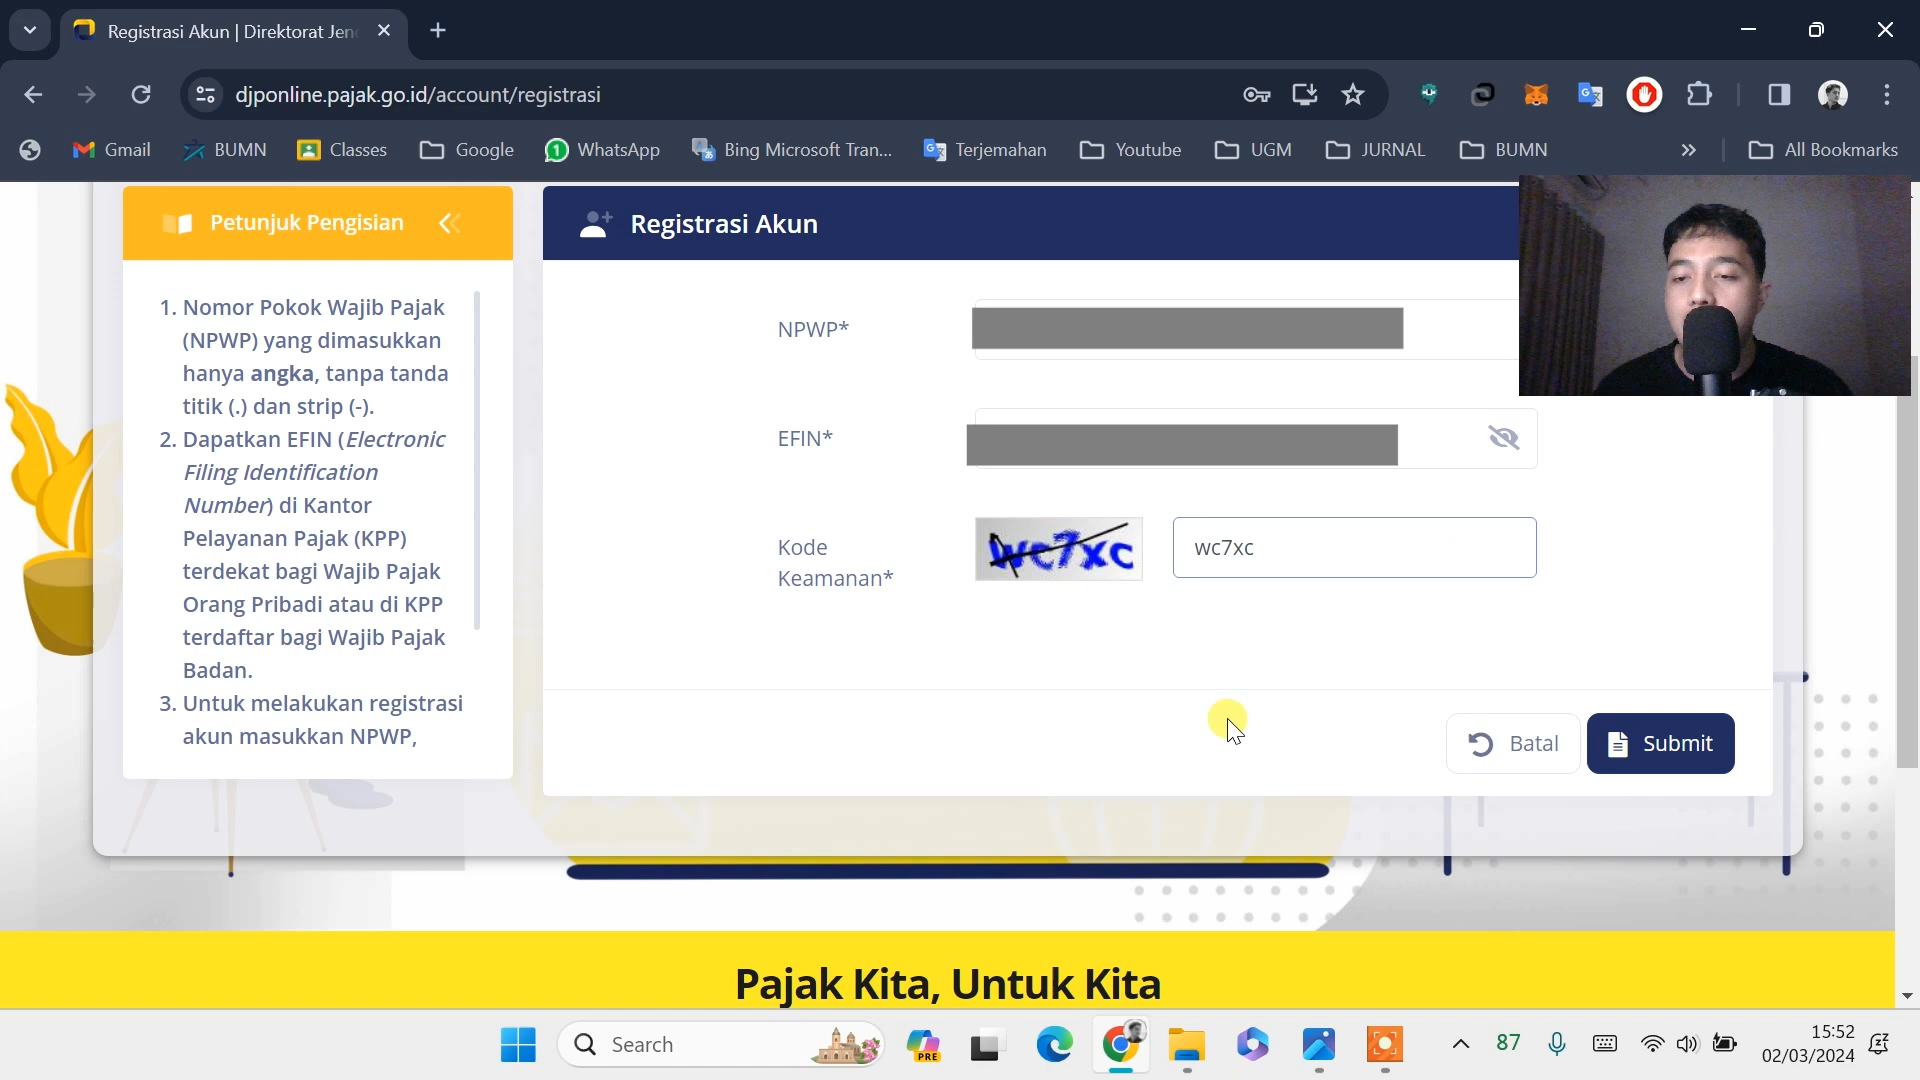 Registrasi Akun | Direktorat Jen
djponline.pajak.go.id/account/registrasi
Gmail
BUMN
Classes
Google
WhatsApp
Bing Microsoft Tran...
Terjemahan
Youtube
UGM
JURNAL
BUMN
All Bookmarks
Petunjuk Pengisian
1. Nomor Pokok Wajib Pajak
(NPWP) yang dimasukkan
hanya angka, tanpa tanda
titik (.) dan strip (-).
2. Dapatkan EFIN (Electronic
Filing Identification
Number) di Kantor
Pelayanan Pajak (KPP)
terdekat bagi Wajib Pajak
Orang Pribadi atau di KPP
terdaftar bagi Wajib Pajak
Badan.
3. Untuk melakukan registrasi
akun masukkan NPWP,
Registrasi Akun
NPWP*
EFIN*
Kode
Keamanan*
wc7xc
wc7xc
Batal
Submit
Pajak Kita, Untuk Kita
Search
PRE
87
15:52
02/03/2024